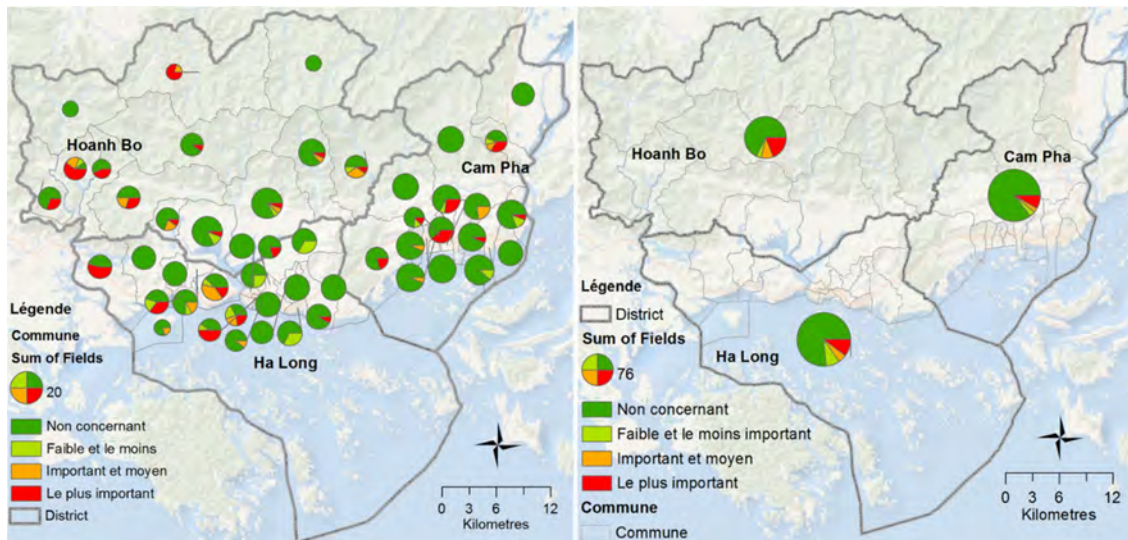 Hoanh Bo
Cam Pha
Ha Long
Légende
Commune
Sum of Fields
20
Non concernant
Faible et le moins
Important et moyen
Le plus important
District
0 3 6 12
Kilometres
Hoanh Bo
Cam Pha
Ha Long
Légende
District
Sum of Fields
76
Non concernant
Faible et le moins important
Important et moyen
Le plus important
Commune
Commune
0 3 6 12
Kilometres